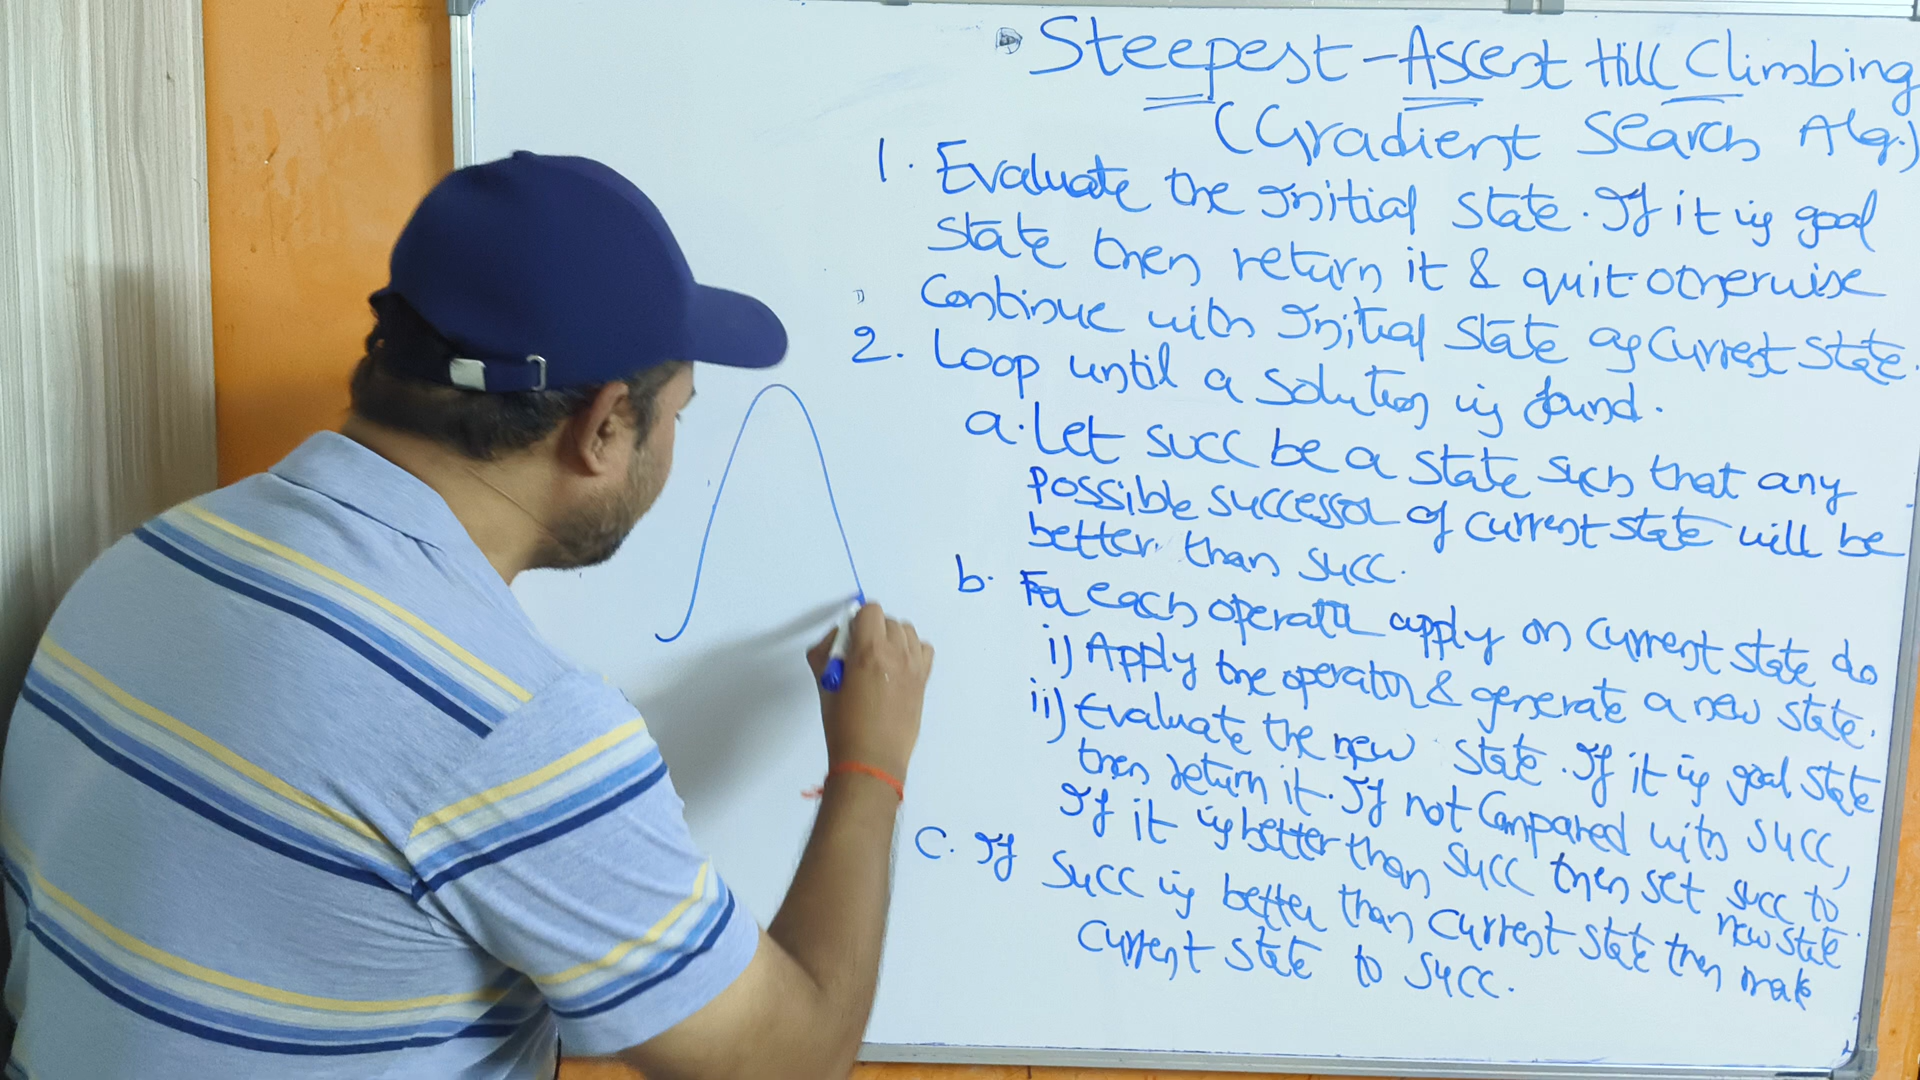 Steepest-Ascent Hill Climbing
(Gradient Search Alg.)
1. Evaluate the Initial state. If it is goal
state then return it & quit otherwise
Continue with Initial state as Current state.
2. Loop until a solution is found.
a. Let succ be a state such that any
possible successor of current state will be
better than succ.
b. For each operator apply on current state do
i) Apply the operator & generate a new state.
ii) Evaluate the new state. If it is goal state
then return it. If not Compared with succ,
If it is better than succ then set succ to
new state
C. If succ is better than current state then make
current state to succ.